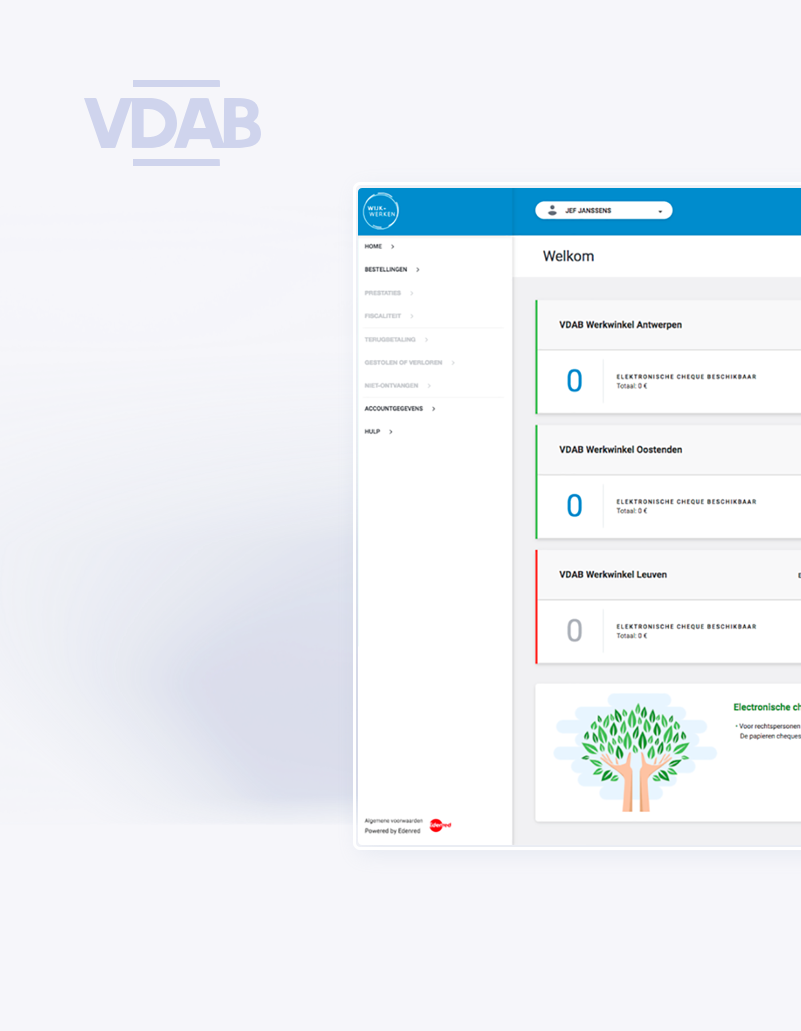 VDAB
WIJK-
WERKEN
JEF JANSSENS
HOME
BESTELLINGEN
PRESTATIES
FISCALITEIT
TERUGBETALING
GESTOLEN OF VERLOREN
NIET-ONTVANGEN
ACCOUNTGEGEVENS
HULP
Welkom
VDAB Werkwinkel Antwerpen
0
ELEKTRONISCHE CHEQUE BESCHIKBAAR
Totaal: 0 €
VDAB Werkwinkel Oostenden
0
ELEKTRONISCHE CHEQUE BESCHIKBAAR
Totaal: 0 €
VDAB Werkwinkel Leuven
0
ELEKTRONISCHE CHEQUE BESCHIKBAAR
Totaal: 0 €
Electronische ch
• Voor rechtspersonen
De papieren cheques
Algemene voorwaarden
Powered by Edenred
Edenred